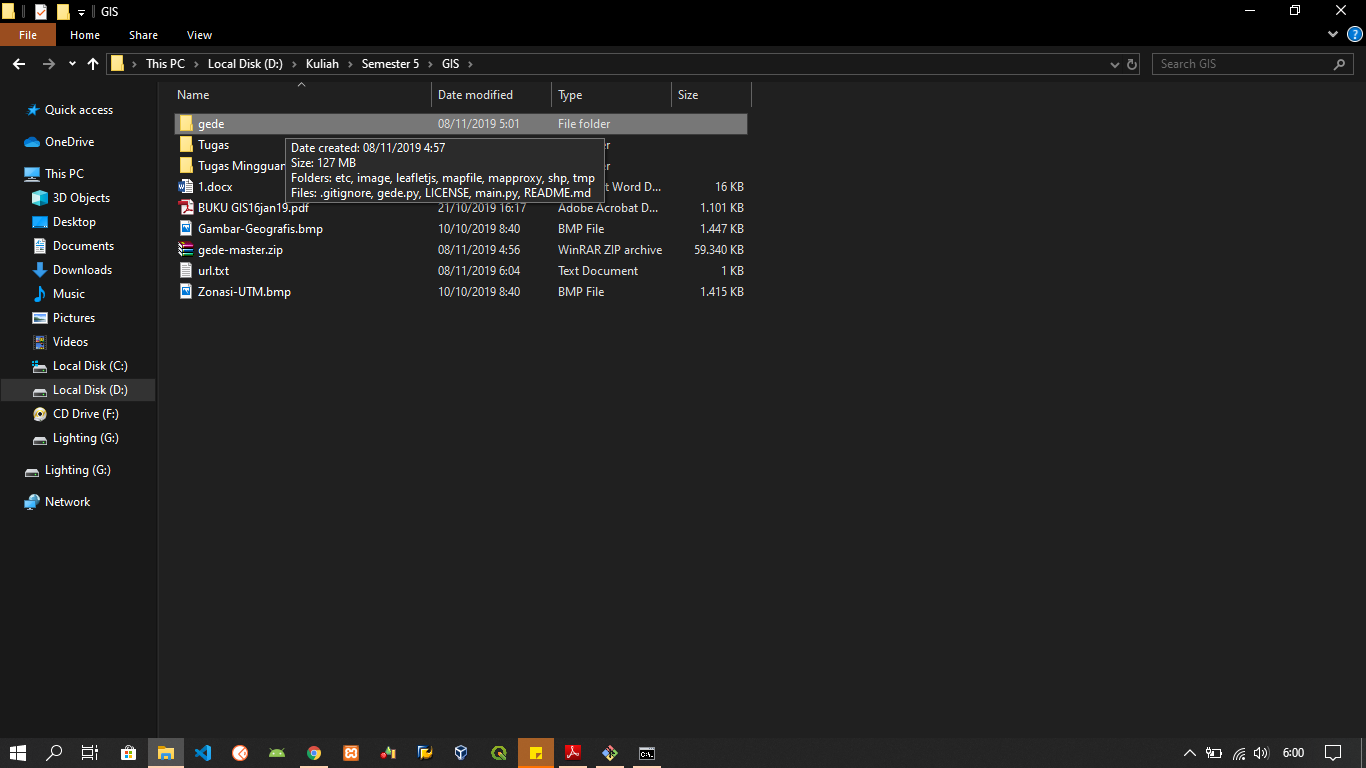 GIS
File Home Share View
This PC Local Disk (D:) Kuliah Semester 5 GIS
Search GIS
Quick access
OneDrive
This PC
3D Objects
Desktop
Documents
Downloads
Music
Pictures
Videos
Local Disk (C:)
Local Disk (D:)
CD Drive (F:)
Lighting (G:)
Lighting (G:)
Network
Name Date modified Type Size
gede 08/11/2019 5:01 File folder
Tugas
Tugas Mingguan
Date created: 08/11/2019 4:57
Size: 127 MB
Folders: etc, image, leafletjs, mapfile, mapproxy, shp, tmp
Files: .gitignore, gede.py, LICENSE, main.py, README.md
1.docx Word D... 16 KB
BUKU GIS16jan19.pdf 21/10/2019 16:17 Adobe Acrobat D... 1.101 KB
Gambar-Geografis.bmp 10/10/2019 8:40 BMP File 1.447 KB
gede-master.zip 08/11/2019 4:56 WinRAR ZIP archive 59.340 KB
url.txt 08/11/2019 6:04 Text Document 1 KB
Zonasi-UTM.bmp 10/10/2019 8:40 BMP File 1.415 KB
6:00